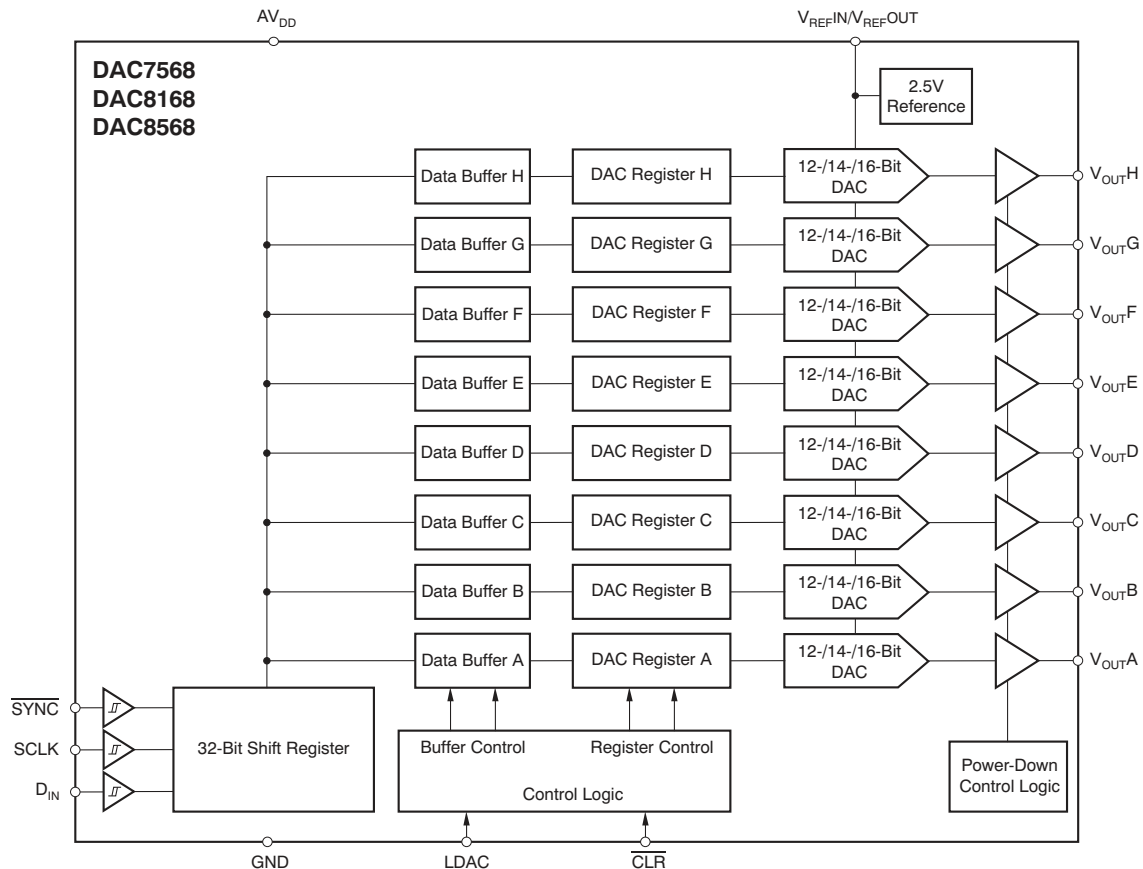 AVDD
VREFIN/VREFOUT
DAC7568
DAC8168
DAC8568
2.5V
Reference
Data Buffer H
DAC Register H
12-/14-/16-Bit
DAC
VOUTH
Data Buffer G
DAC Register G
12-/14-/16-Bit
DAC
VOUTG
Data Buffer F
DAC Register F
12-/14-/16-Bit
DAC
VOUTF
Data Buffer E
DAC Register E
12-/14-/16-Bit
DAC
VOUTE
Data Buffer D
DAC Register D
12-/14-/16-Bit
DAC
VOUTD
Data Buffer C
DAC Register C
12-/14-/16-Bit
DAC
VOUTC
Data Buffer B
DAC Register B
12-/14-/16-Bit
DAC
VOUTB
Data Buffer A
DAC Register A
12-/14-/16-Bit
DAC
VOUTA
SYNC
SCLK
DIN
32-Bit Shift Register
Buffer Control
Register Control
Control Logic
Power-Down
Control Logic
GND
LDAC
CLR